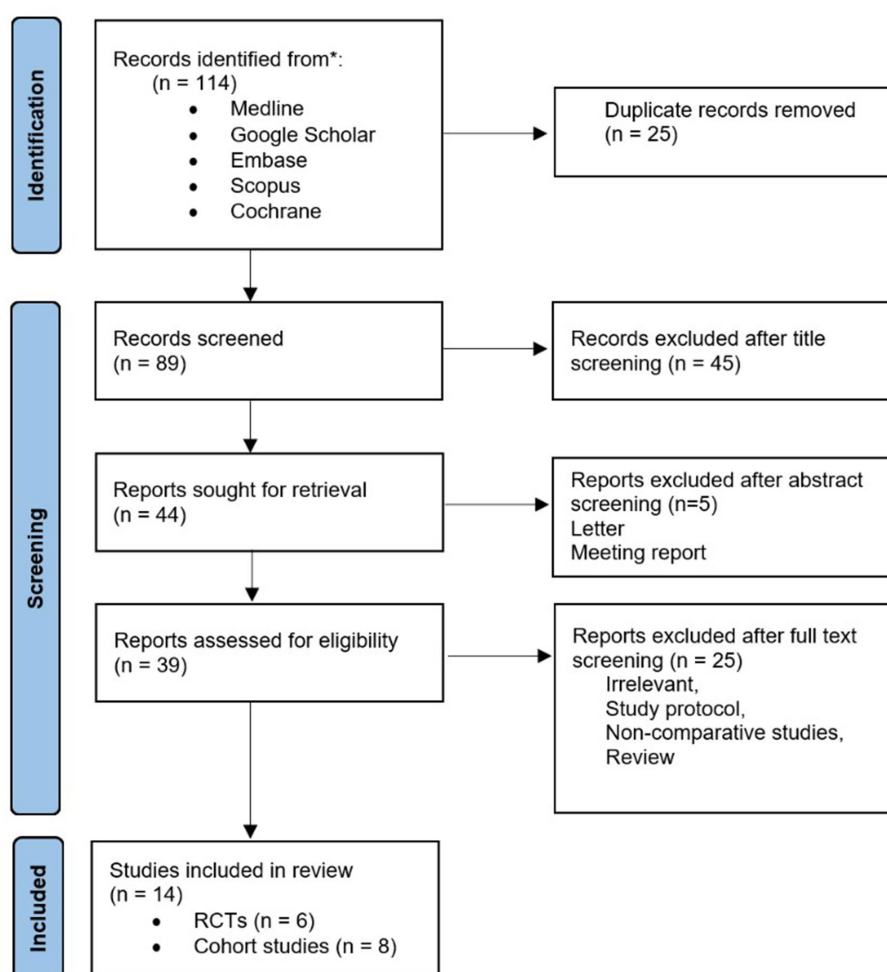 Identification
Records identified from*:
(n = 114)
• Medline
• Google Scholar
• Embase
• Scopus
• Cochrane
Duplicate records removed
(n = 25)
Screening
Records screened
(n = 89)
Records excluded after title
screening (n = 45)
Reports sought for retrieval
(n = 44)
Reports excluded after abstract
screening (n=5)
Letter
Meeting report
Reports assessed for eligibility
(n = 39)
Reports excluded after full text
screening (n = 25)
Irrelevant,
Study protocol,
Non-comparative studies,
Review
Included
Studies included in review
(n = 14)
• RCTs (n = 6)
• Cohort studies (n = 8)